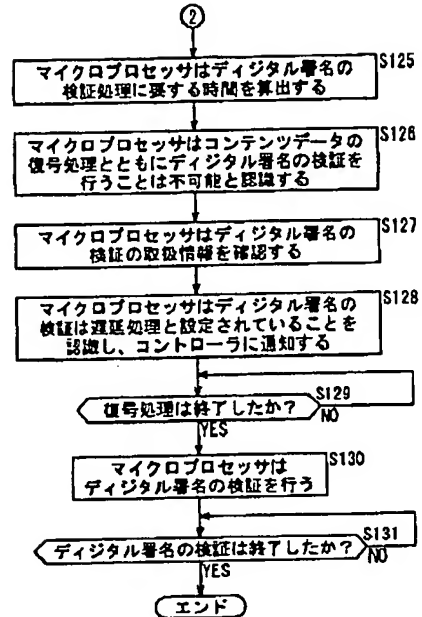 ②
S125
マイクロプロセッサはディジタル署名の
検証処理に要する時間を算出する
S126
マイクロプロセッサはコンテンツデータの
復号処理とともにディジタル署名の検証を
行うことは不可能と認識する
S127
マイクロプロセッサはディジタル署名の
検証の取扱情報を確認する
S128
マイクロプロセッサはディジタル署名の
検証は遅延処理と設定されていることを
認識し、コントローラに通知する
S129
復号処理は終了したか?
NO
YES
S130
マイクロプロセッサは
ディジタル署名の検証を行う
S131
ディジタル署名の検証は終了したか?
NO
YES
エンド